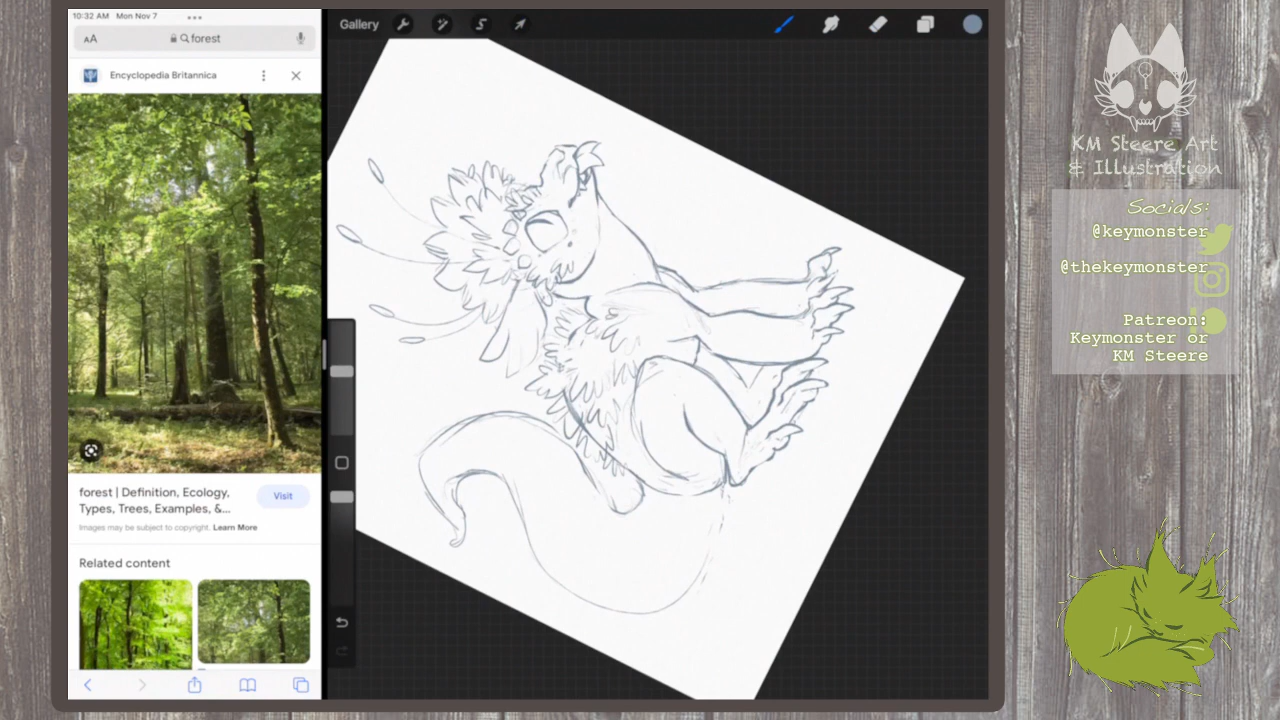 10:32 AM Mon Nov 7
AA
forest
Encyclopedia Britannica
forest | Definition, Ecology,
Types, Trees, Examples, &...
Visit
Images may be subject to copyright. Learn More
Related content
Gallery
KM Steere Art
& Illustration
Socials:
@keymonster
@thekeymonster
Patreon:
Keymonster or
KM Steere